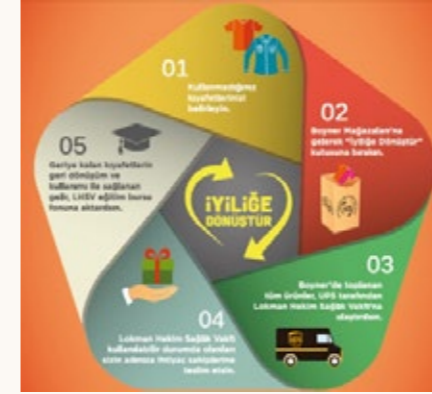 01
Kullanmadığınız
kıyafetlerinizi
belirleyin.
02
Boyner Mağazaları'na
gelerek "İyiliğe Dönüştür"
kutusuna bırakın.
03
Boyner'de toplanan
tüm ürünler, UPS tarafından
Lokman Hekim Sağlık Vakfı'na
ulaştırılsın.
04
Lokman Hekim Sağlık Vakfı
kullanılabilir durumda olanları
sizin adınıza ihtiyaç sahiplerine
teslim etsin.
05
Geriye kalan kıyafetlerin
geri dönüşüm ve
kullanımı ile sağlanan
gelir, LHSV eğitim bursu
fonuna aktarılsın.
İYİLİĞE
DÖNÜŞTÜR